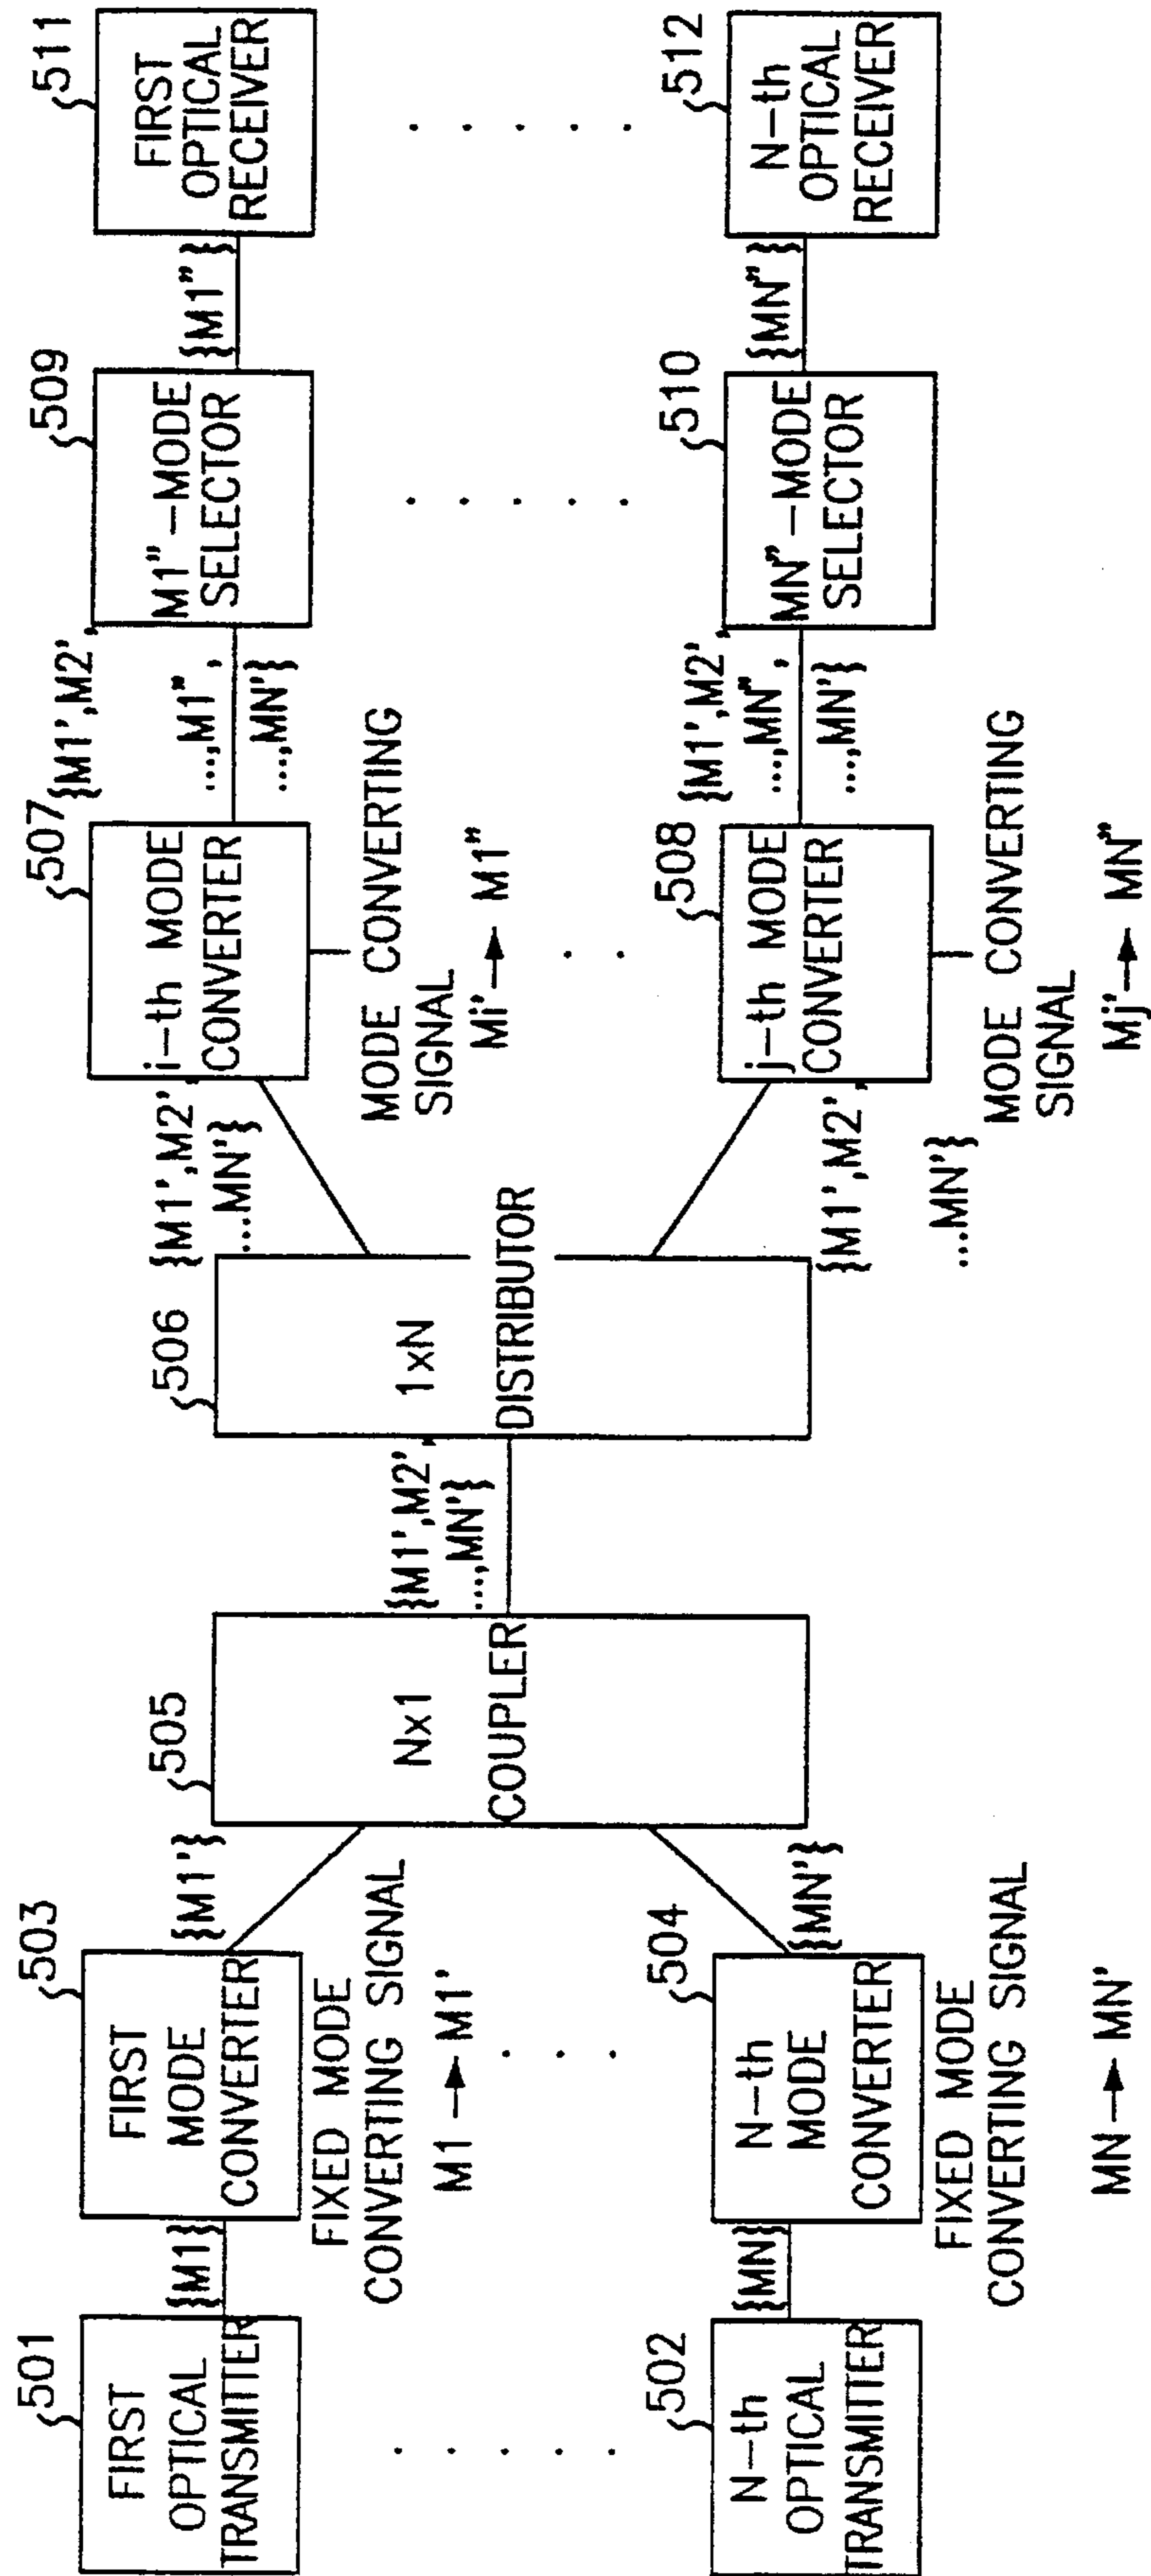 501
FIRST
OPTICAL
TRANSMITTER
{M1}
503
FIRST
MODE
CONVERTER
{M1'}
FIXED MODE
CONVERTING SIGNAL
M1 → M1'
502
N-th
OPTICAL
TRANSMITTER
{MN}
504
N-th
MODE
CONVERTER
{MN'}
FIXED MODE
CONVERTING SIGNAL
MN → MN'
505
Nx1
COUPLER
{M1',M2',
...,MN'}
506
1xN
DISTRIBUTOR
{M1',M2',
...MN'}
507
i-th MODE
CONVERTER
MODE CONVERTING
SIGNAL
Mi' → M1"
{M1',M2',
...,M1",
...,MN'}
509
M1"-MODE
SELECTOR
{M1"}
511
FIRST
OPTICAL
RECEIVER
{M1',M2',
...MN'}
508
j-th MODE
CONVERTER
MODE CONVERTING
SIGNAL
Mj' → MN"
{M1',M2',
...,MN",
...,MN'}
510
MN"-MODE
SELECTOR
{MN"}
512
N-th
OPTICAL
RECEIVER